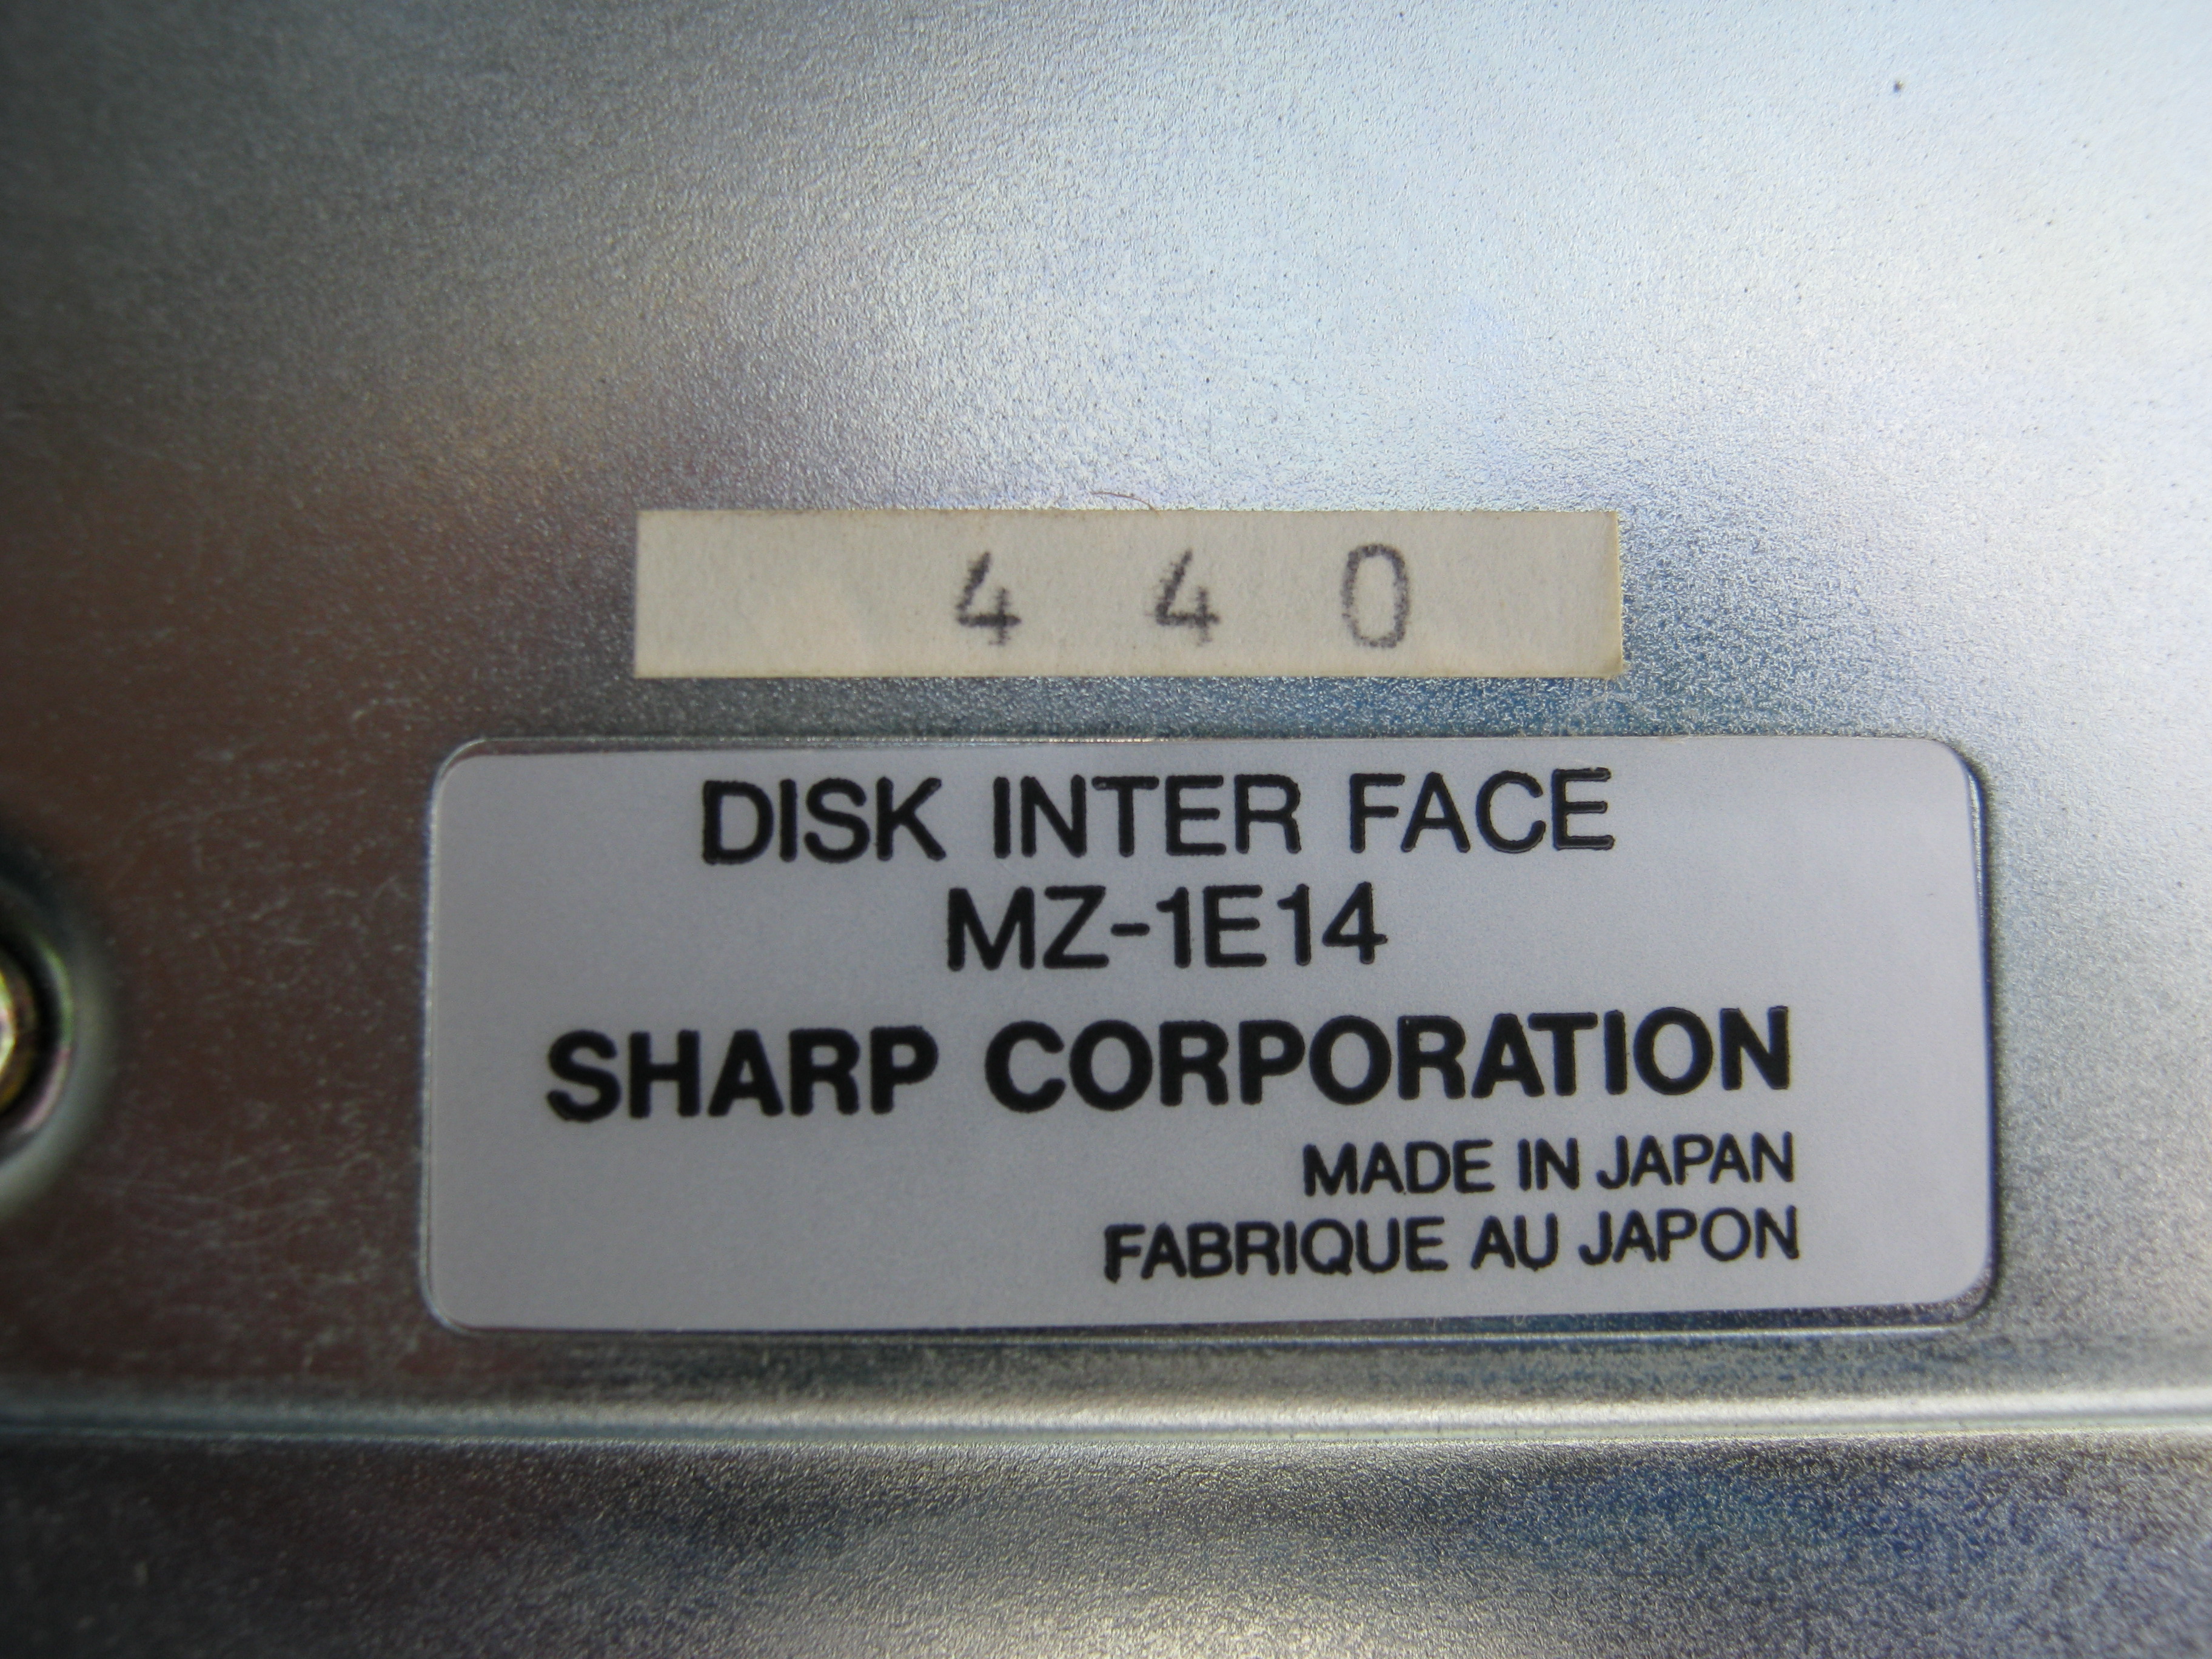 4 4 0
DISK INTER FACE
MZ-1E14
SHARP CORPORATION
MADE IN JAPAN
FABRIQUE AU JAPON